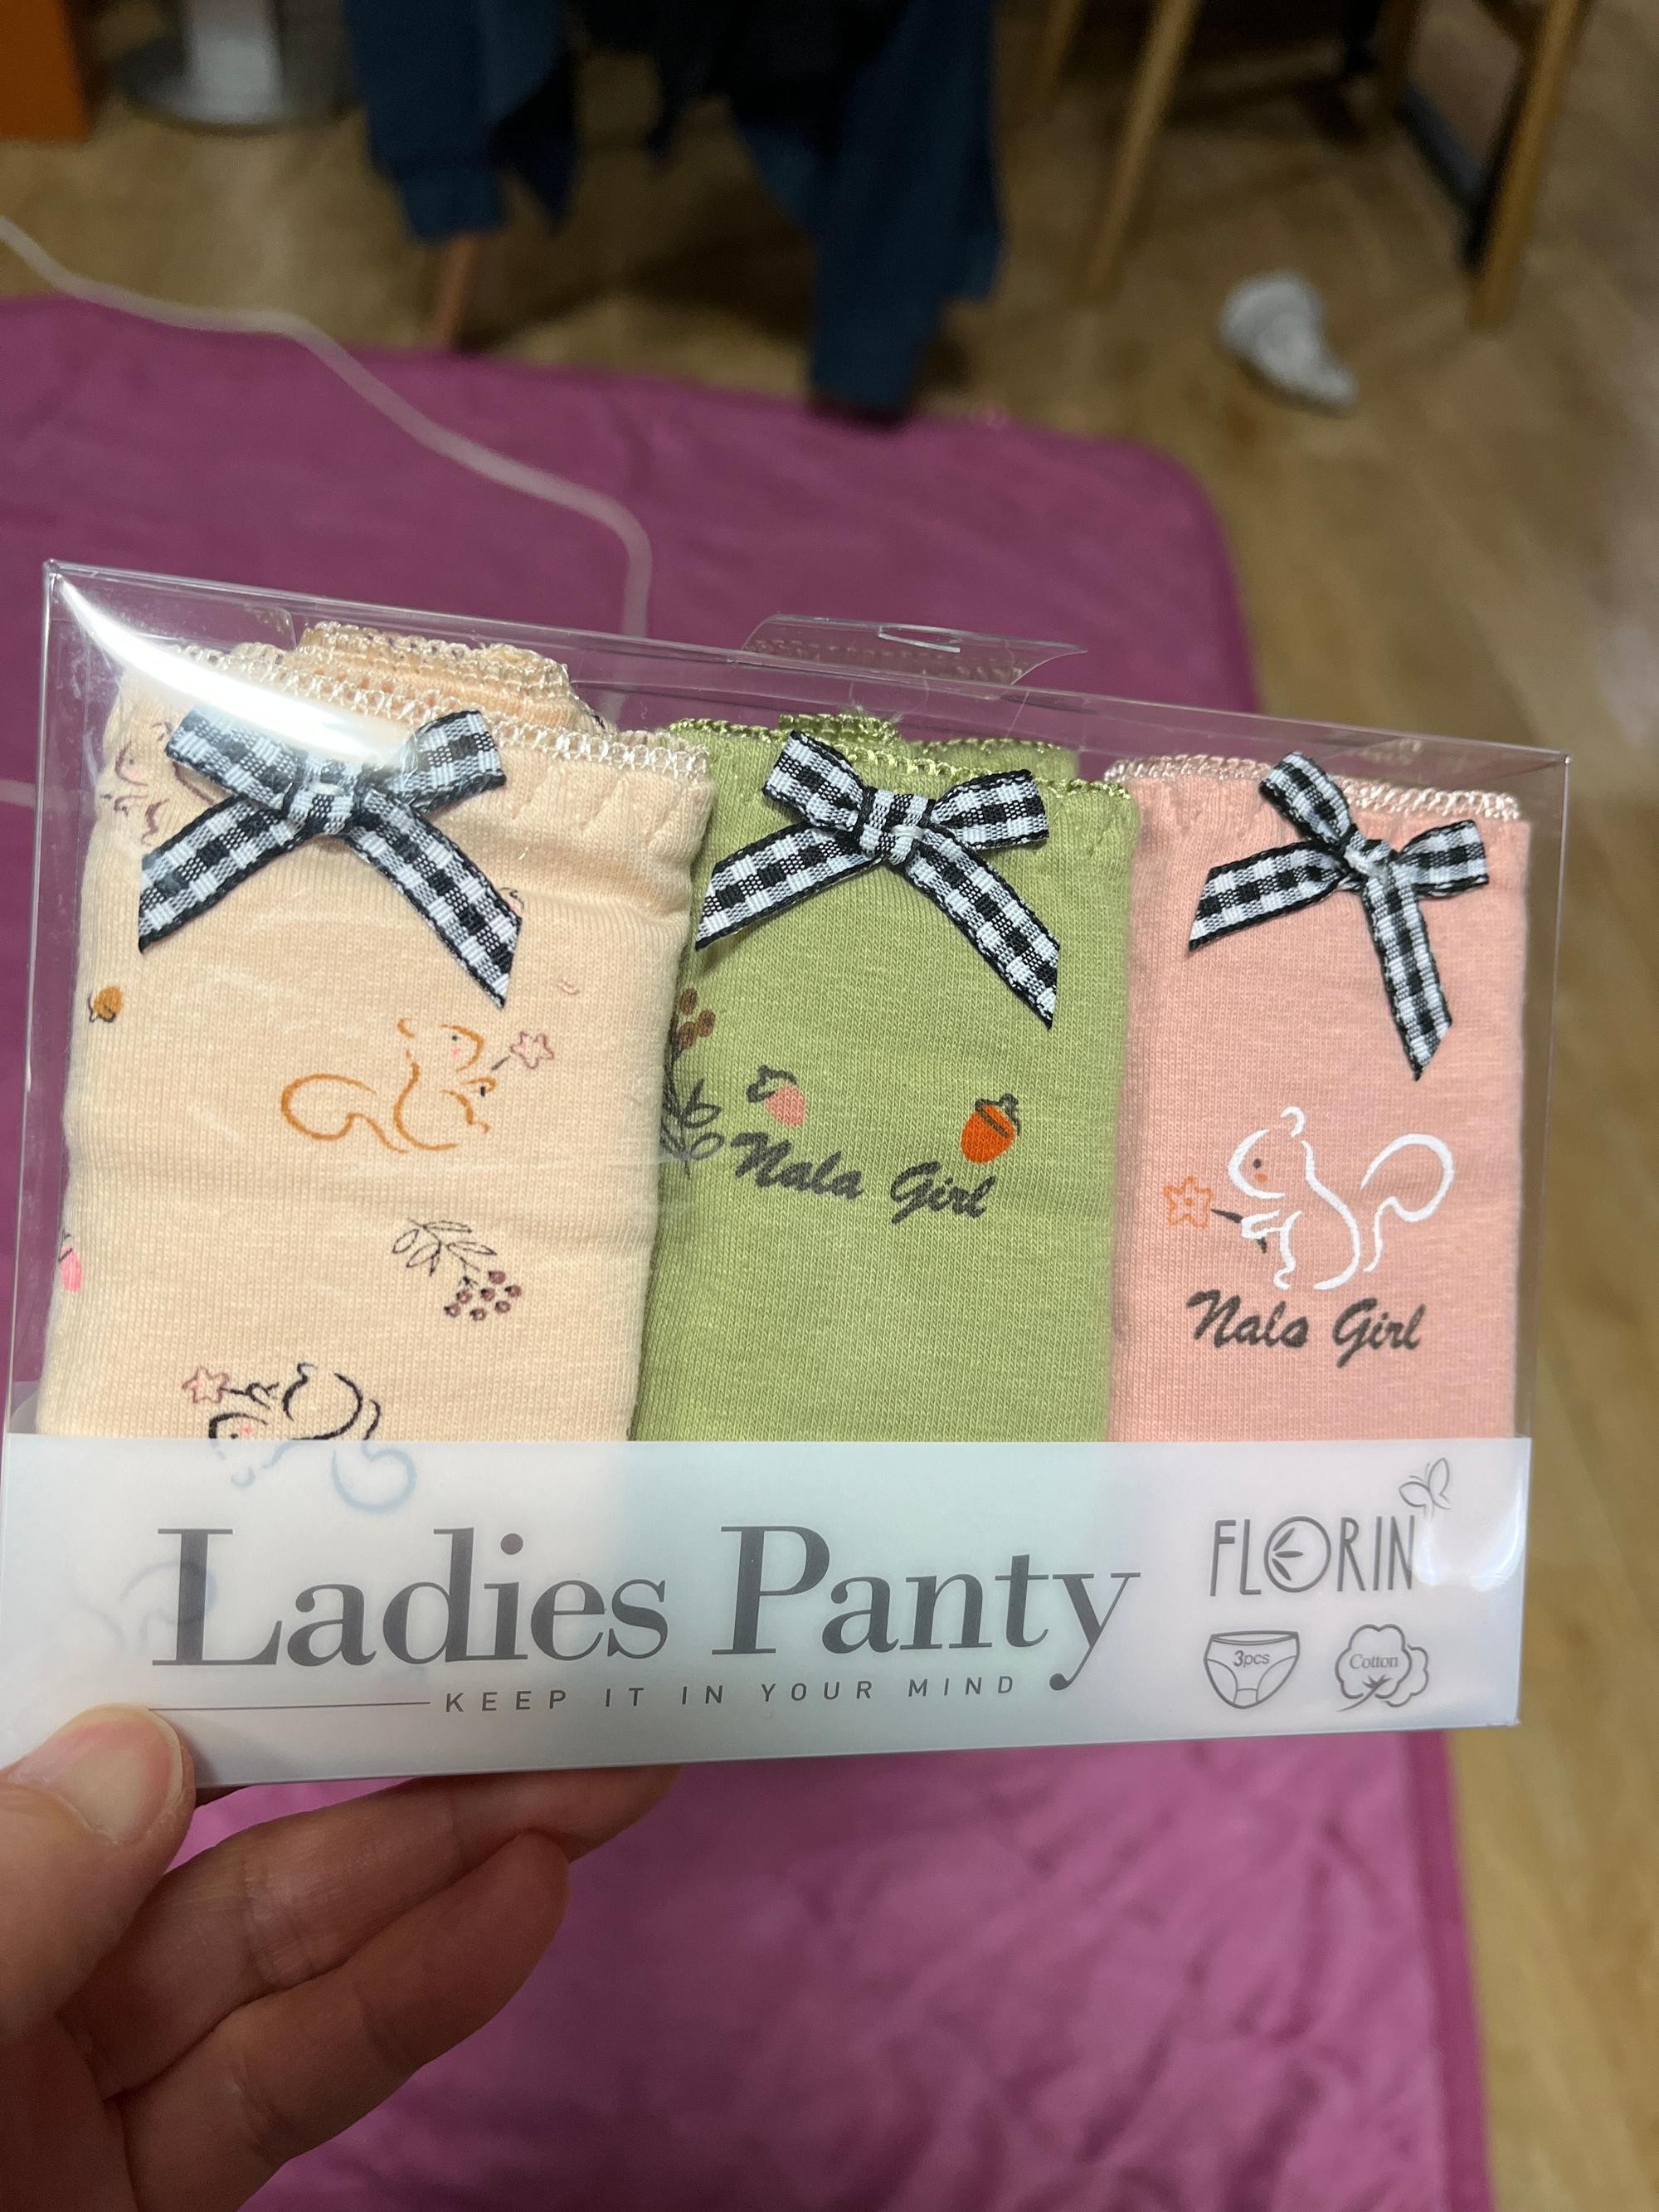 Nala Girl
Nala Girl
Ladies Panty
KEEP IT IN YOUR MIND
FLORIN
3pcs
Cotton